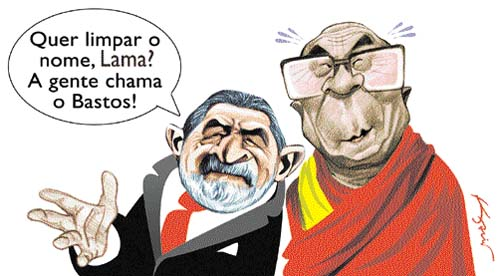 Quer limpar o
nome, Lama?
A gente chama
o Bastos!